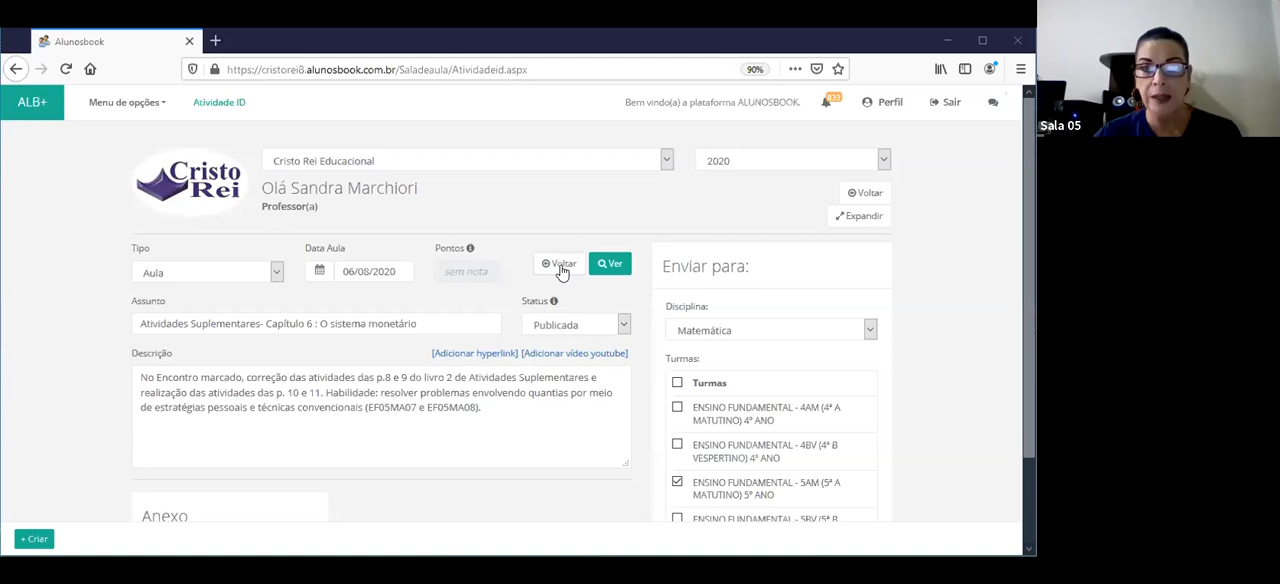 Alunosbook
https://cristorei8.alunosbook.com.br/Saladeaula/Atividadeid.aspx
90%
ALB+
Menu de opções
Atividade ID
Bem vindo(a) a plataforma ALUNOSBOOK.
833
Perfil
Sair
Sala 05
Cristo Rei
Cristo Rei Educacional
2020
Olá Sandra Marchiori
Professor(a)
Voltar
Expandir
Tipo
Data Aula
Pontos
Aula
06/08/2020
sem nota
Voltar
Ver
Assunto
Status
Atividades Suplementares- Capítulo 6 : O sistema monetário
Publicada
Descrição
[Adicionar hyperlink] [Adicionar vídeo youtube]
No Encontro marcado, correção das atividades das p.8 e 9 do livro 2 de Atividades Suplementares e
realização das atividades das p. 10 e 11. Habilidade: resolver problemas envolvendo quantias por meio
de estratégias pessoais e técnicas convencionais (EF05MA07 e EF05MA08).
Anexo
Enviar para:
Disciplina:
Matemática
Turmas:
Turmas
ENSINO FUNDAMENTAL - 4AM (4ª A
MATUTINO) 4º ANO
ENSINO FUNDAMENTAL - 4BV (4ª B
VESPERTINO) 4º ANO
ENSINO FUNDAMENTAL - 5AM (5ª A
MATUTINO) 5º ANO
ENSINO FUNDAMENTAL - 5BV (5ª B
+ Criar